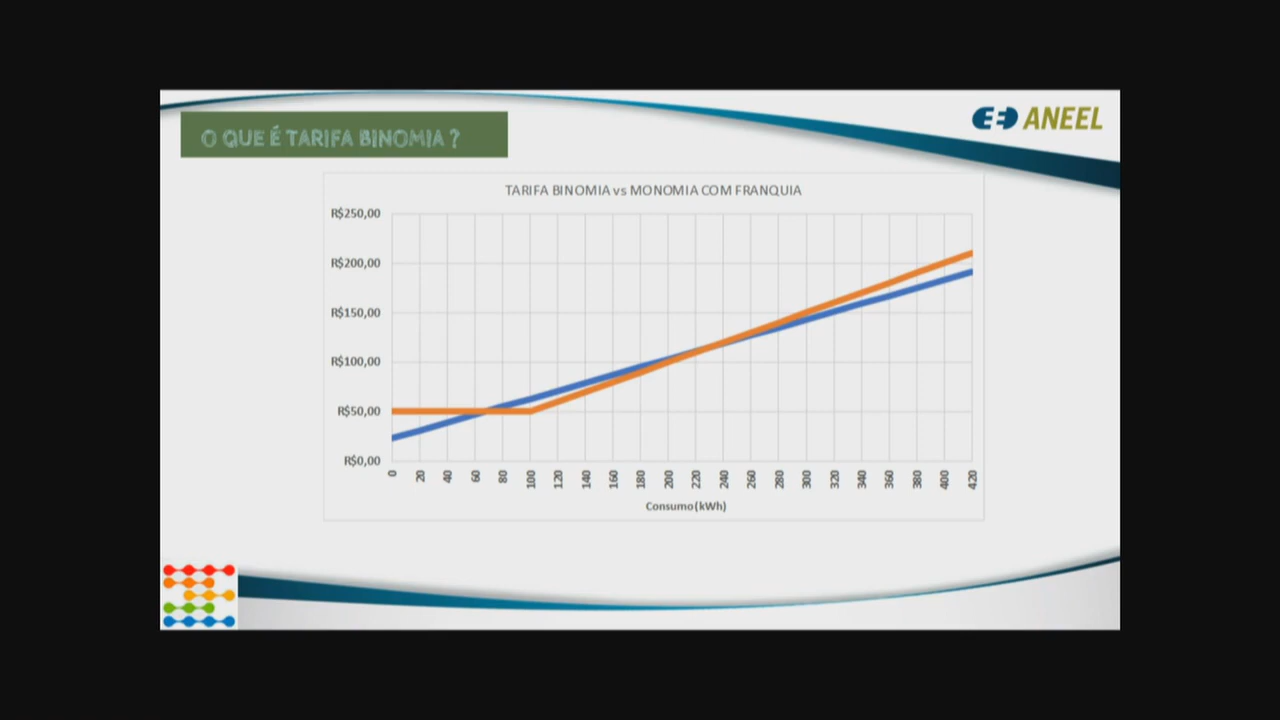 O QUE É TARIFA BINOMIA ?
ANEEL
TARIFA BINOMIA vs MONOMIA COM FRANQUIA
R$250,00
R$200,00
R$150,00
R$100,00
R$50,00
R$0,00
0 20 40 60 80 100 120 140 160 180 200 220 240 260 280 300 320 340 360 380 400 420
Consumo(kWh)